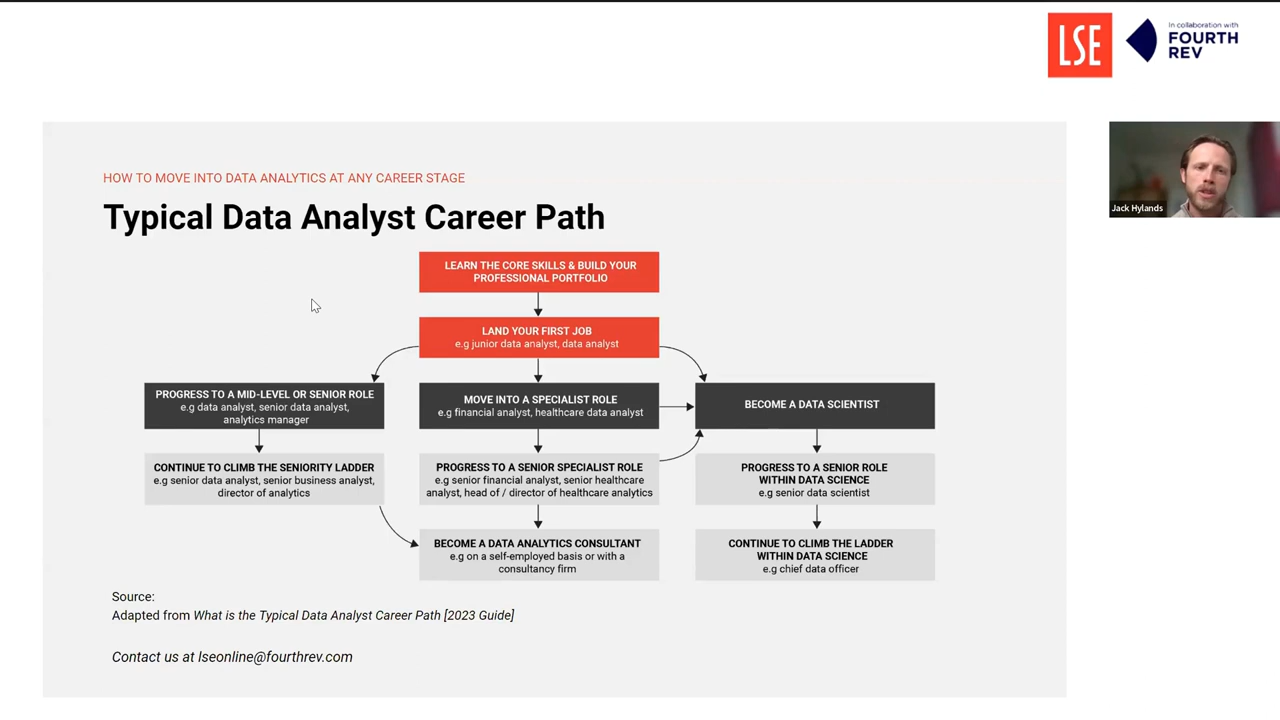 LSE
In collaboration with
FOURTH
REV
HOW TO MOVE INTO DATA ANALYTICS AT ANY CAREER STAGE
Typical Data Analyst Career Path
Jack Hylands
LEARN THE CORE SKILLS & BUILD YOUR
PROFESSIONAL PORTFOLIO
LAND YOUR FIRST JOB
e.g junior data analyst, data analyst
PROGRESS TO A MID-LEVEL OR SENIOR ROLE
e.g data analyst, senior data analyst,
analytics manager
MOVE INTO A SPECIALIST ROLE
e.g financial analyst, healthcare data analyst
BECOME A DATA SCIENTIST
CONTINUE TO CLIMB THE SENIORITY LADDER
e.g senior data analyst, senior business analyst,
director of analytics
PROGRESS TO A SENIOR SPECIALIST ROLE
e.g senior financial analyst, senior healthcare
analyst, head of / director of healthcare analytics
PROGRESS TO A SENIOR ROLE
WITHIN DATA SCIENCE
e.g senior data scientist
BECOME A DATA ANALYTICS CONSULTANT
e.g on a self-employed basis or with a
consultancy firm
CONTINUE TO CLIMB THE LADDER
WITHIN DATA SCIENCE
e.g chief data officer
Source:
Adapted from What is the Typical Data Analyst Career Path [2023 Guide]
Contact us at lseonline@fourthrev.com